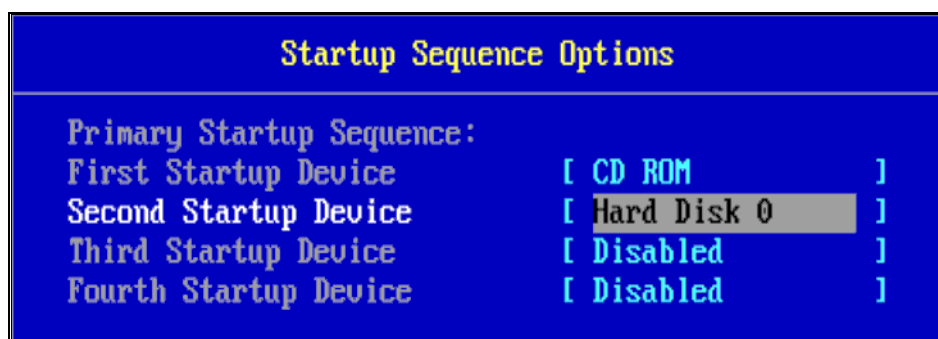 Startup Sequence Options
Primary Startup Sequence:
First Startup Device [ CD ROM ]
Second Startup Device [ Hard Disk 0 ]
Third Startup Device [ Disabled ]
Fourth Startup Device [ Disabled ]